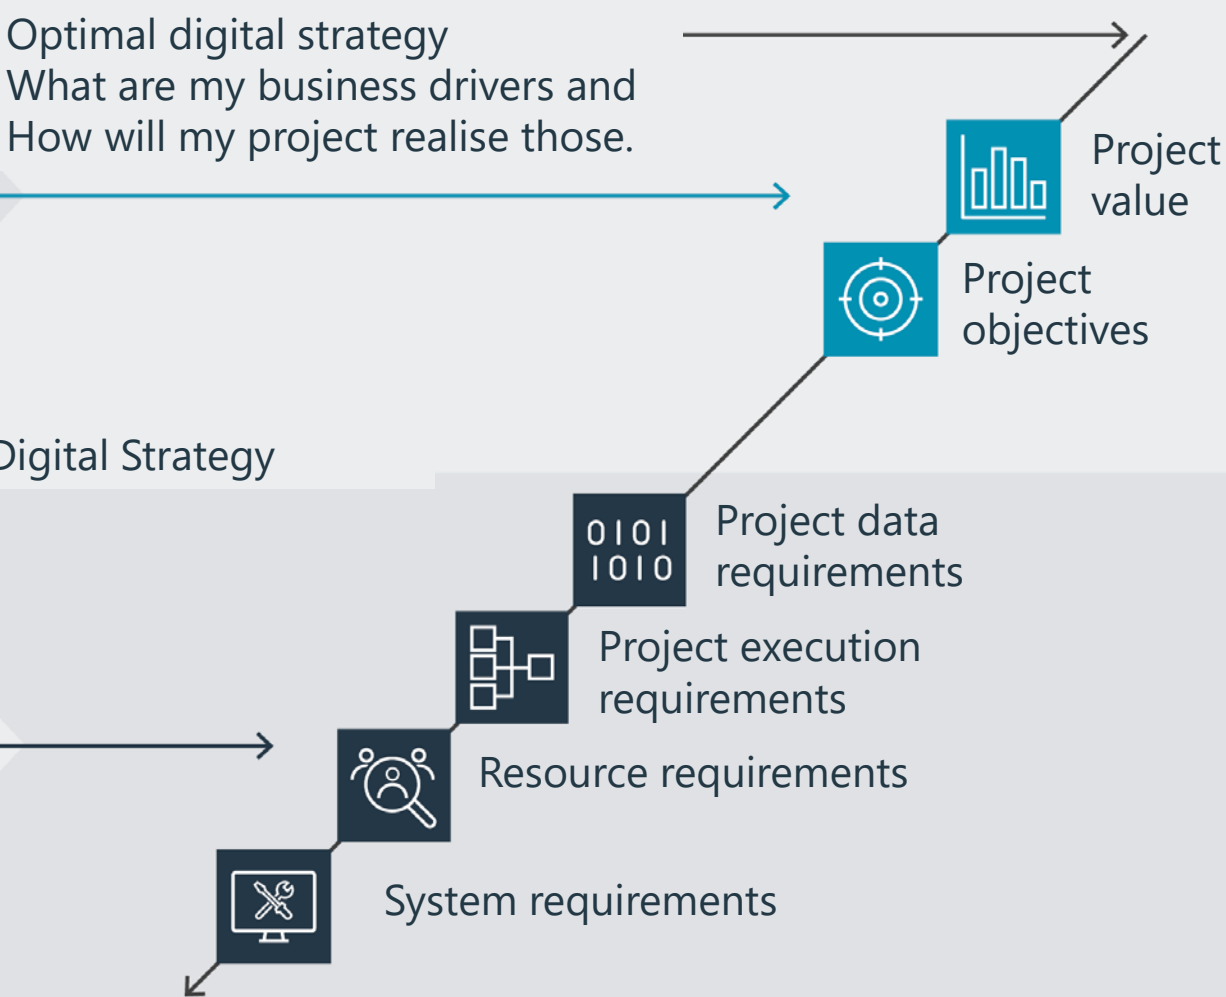 Optimal digital strategy
What are my business drivers and
How will my project realise those.
Project
value
Project
objectives
Digital Strategy
0101
1010
Project data
requirements
Project execution
requirements
Resource requirements
System requirements